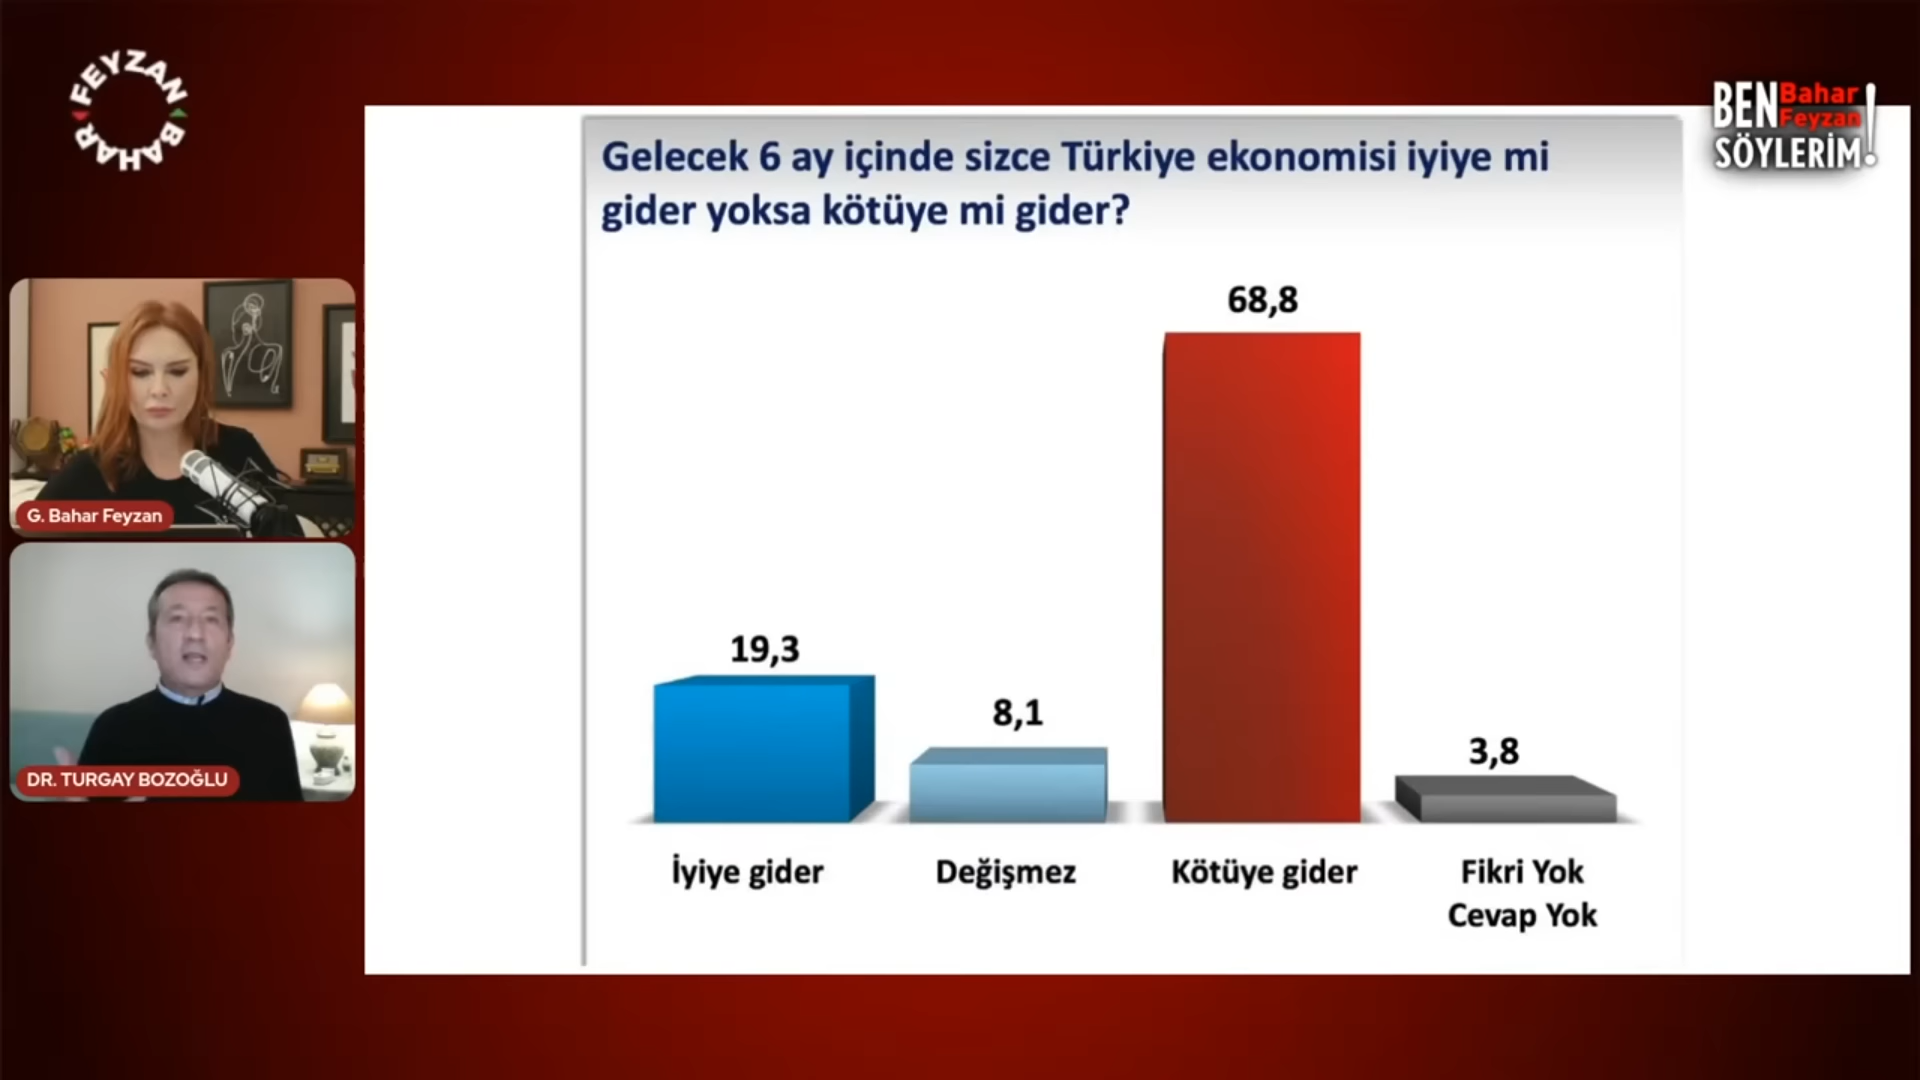 FEYZAN
BAHAR
BEN Bahar Feyzan
SÖYLERİM!
Gelecek 6 ay içinde sizce Türkiye ekonomisi iyiye mi
gider yoksa kötüye mi gider?
68,8
19,3
8,1
3,8
İyiye gider
Değişmez
Kötüye gider
Fikri Yok
Cevap Yok
G. Bahar Feyzan
DR. TURGAY BOZOĞLU